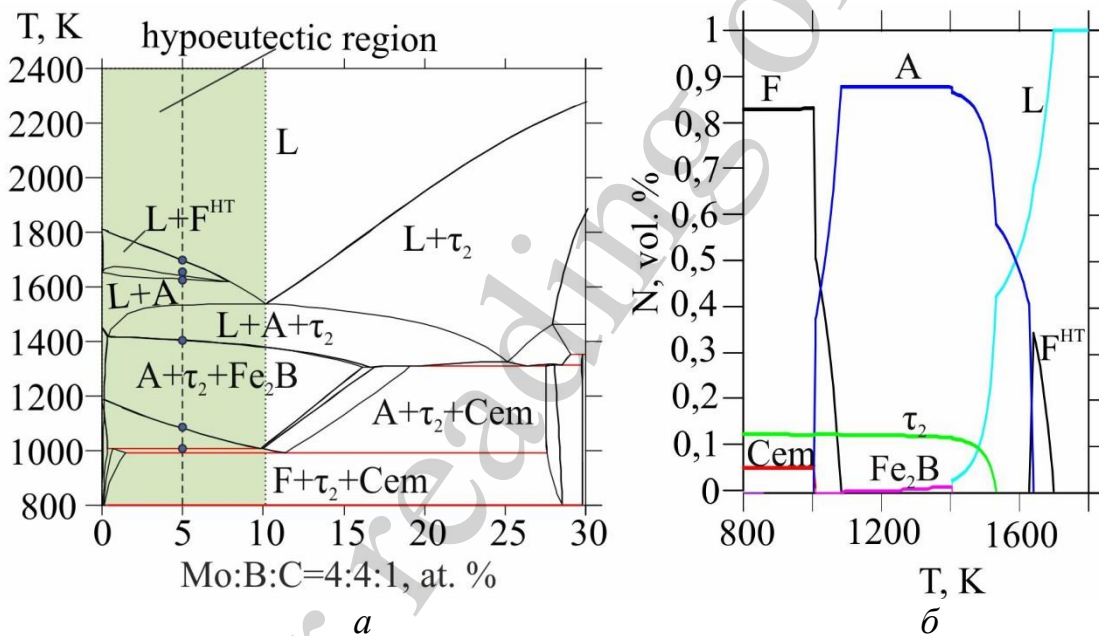 T, K
hypoeutectic region
2400
2200
2000
1800
1600
1400
1200
1000
800
L
L+F^HT
L+τ₂
L+A
L+A+τ₂
A+τ₂+Fe₂B
A+τ₂+Cem
F+τ₂+Cem
0
5
10
15
20
25
30
Mo:B:C=4:4:1, at. %
а
N, vol. %
1
0,9
0,8
0,7
0,6
0,5
0,4
0,3
0,2
0,1
0
F
A
L
F^HT
τ₂
Cem
Fe₂B
800
1200
1600
T, K
б
reading